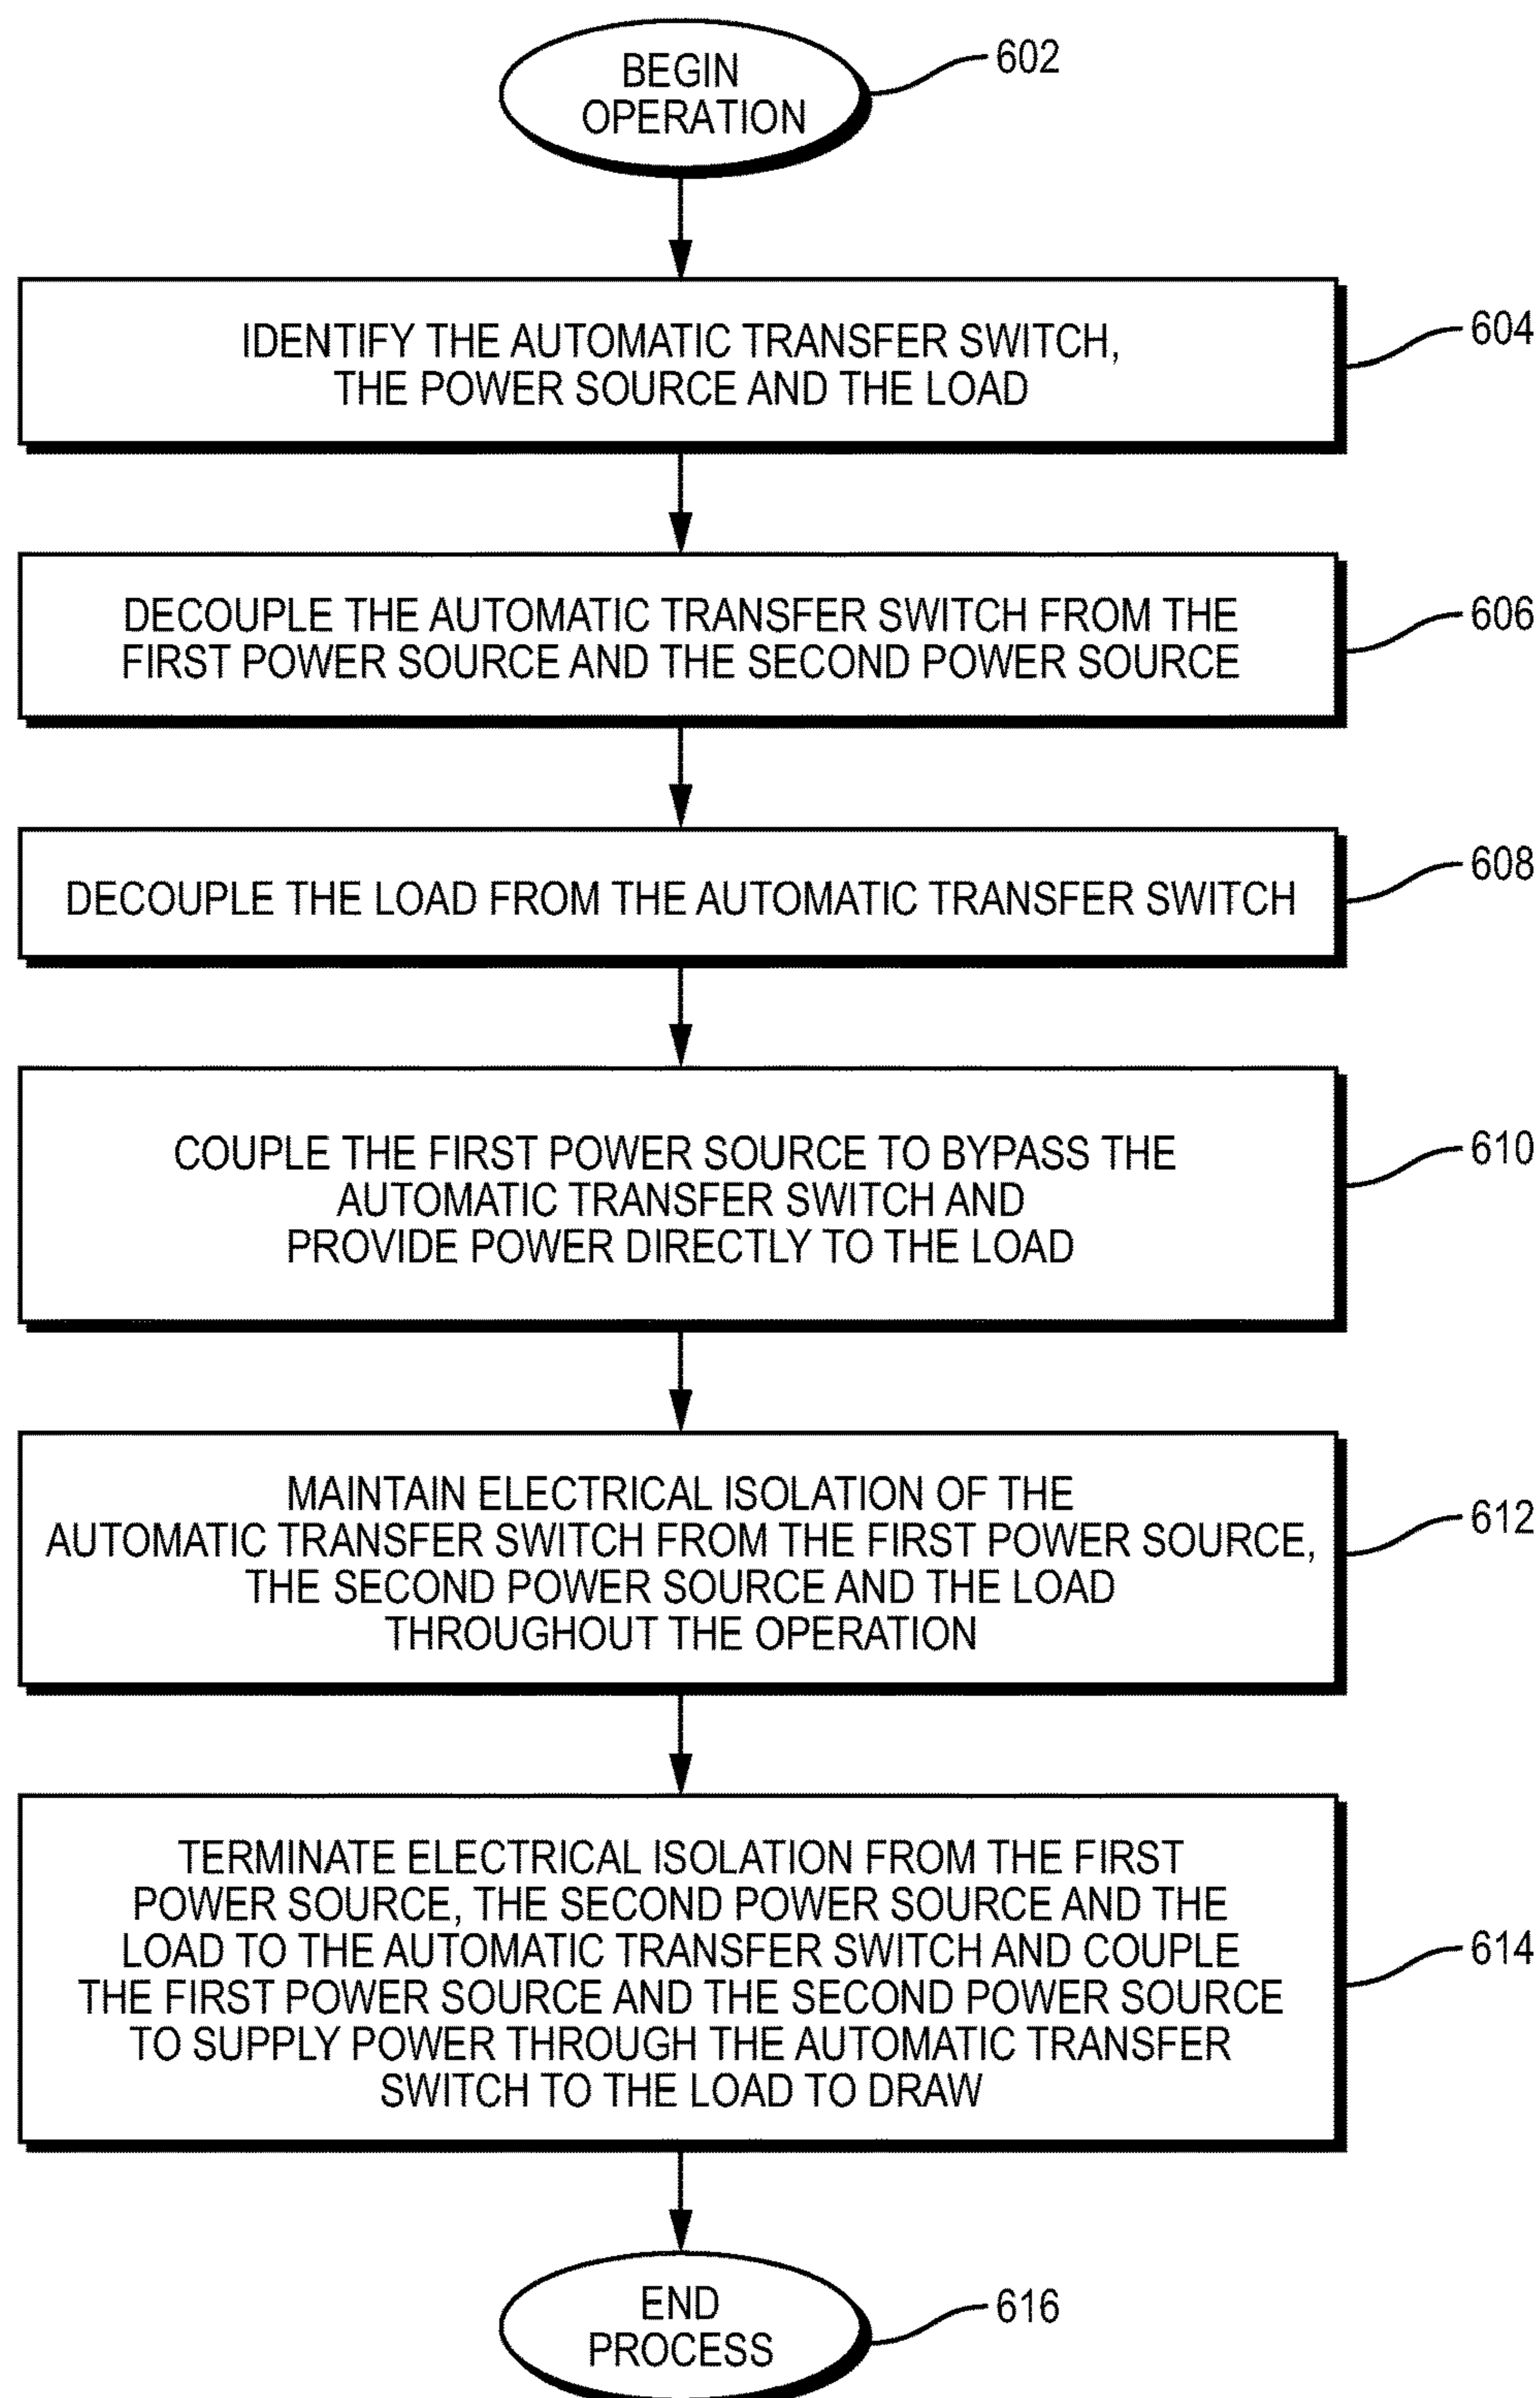 BEGIN
OPERATION
602
IDENTIFY THE AUTOMATIC TRANSFER SWITCH,
THE POWER SOURCE AND THE LOAD
604
DECOUPLE THE AUTOMATIC TRANSFER SWITCH FROM THE
FIRST POWER SOURCE AND THE SECOND POWER SOURCE
606
DECOUPLE THE LOAD FROM THE AUTOMATIC TRANSFER SWITCH
608
COUPLE THE FIRST POWER SOURCE TO BYPASS THE
AUTOMATIC TRANSFER SWITCH AND
PROVIDE POWER DIRECTLY TO THE LOAD
610
MAINTAIN ELECTRICAL ISOLATION OF THE
AUTOMATIC TRANSFER SWITCH FROM THE FIRST POWER SOURCE,
THE SECOND POWER SOURCE AND THE LOAD
THROUGHOUT THE OPERATION
612
TERMINATE ELECTRICAL ISOLATION FROM THE FIRST
POWER SOURCE, THE SECOND POWER SOURCE AND THE
LOAD TO THE AUTOMATIC TRANSFER SWITCH AND COUPLE
THE FIRST POWER SOURCE AND THE SECOND POWER SOURCE
TO SUPPLY POWER THROUGH THE AUTOMATIC TRANSFER
SWITCH TO THE LOAD TO DRAW
614
END
PROCESS
616